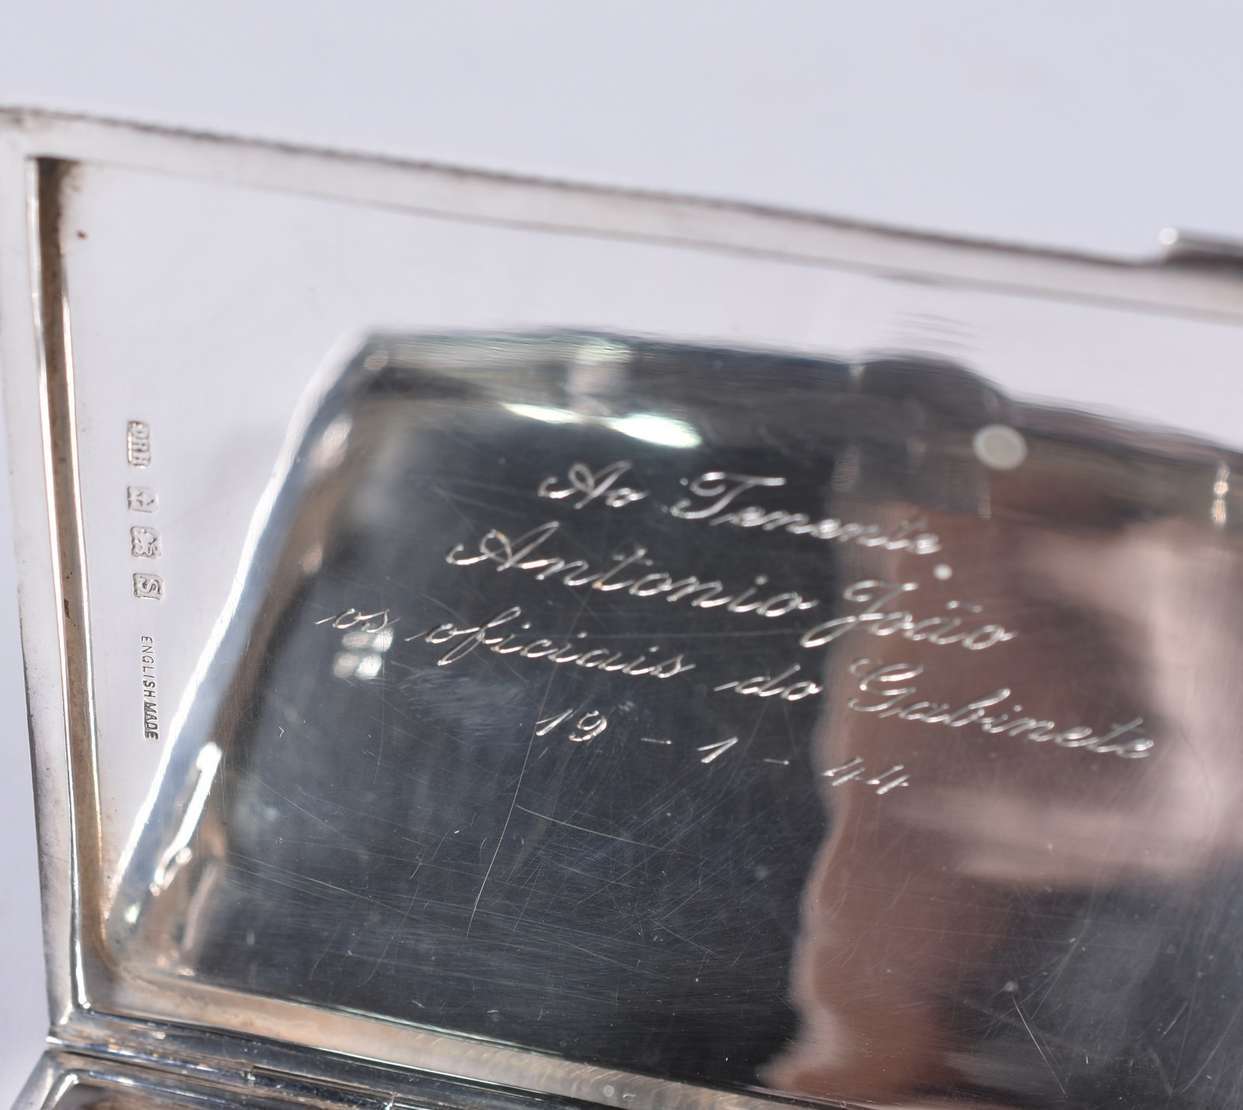 Ao Tenente.
Antonio João
os oficiais do Gabinete
19 - 1 - 44
ENGLISH MADE